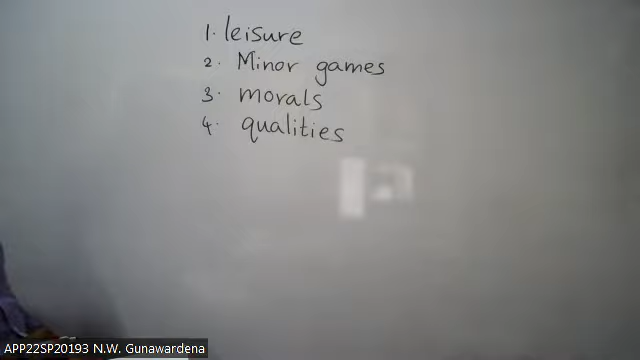 1. leisure
2. Minor games
3. morals
4. qualities
APP22SP20193 N.W. Gunawardena